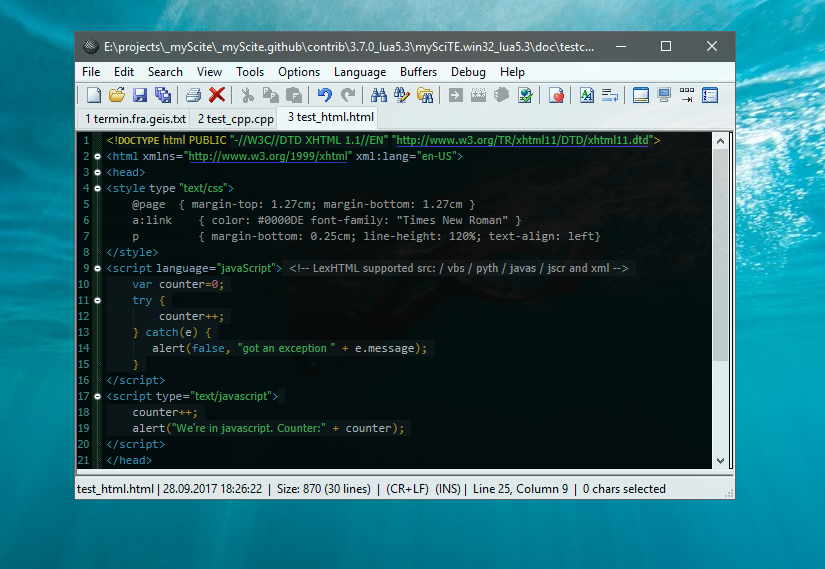 E:\projects\_myScite\_myScite.github\contrib\3.7.0_lua5.3\mySciTE.win32_lua5.3\doc\testc...
File Edit Search View Tools Options Language Buffers Debug Help
1 termin.fra.geis.txt 2 test_cpp.cpp 3 test_html.html
1 <!DOCTYPE html PUBLIC "-//W3C//DTD XHTML 1.1//EN" "http://www.w3.org/TR/xhtml11/DTD/xhtml11.dtd">
2 <html xmlns="http://www.w3.org/1999/xhtml" xml:lang="en-US">
3 <head>
4 <style type "text/css">
5 @page { margin-top: 1.27cm; margin-bottom: 1.27cm }
6 a:link { color: #0000DE font-family: "Times New Roman" }
7 p { margin-bottom: 0.25cm; line-height: 120%; text-align: left}
8 </style>
9 <script language="javaScript"> <!-- LexHTML supported src: / vbs / pyth / javas / jscr and xml -->
10 var counter=0;
11 try {
12 counter++;
13 } catch(e) {
14 alert(false, "got an exception " + e.message);
15 }
16 </script>
17 <script type="text/javascript">
18 counter++;
19 alert("We're in javascript. Counter:" + counter);
20 </script>
21 </head>
test_html.html | 28.09.2017 18:26:22 | Size: 870 (30 lines) | (CR+LF) (INS) | Line 25, Column 9 | 0 chars selected